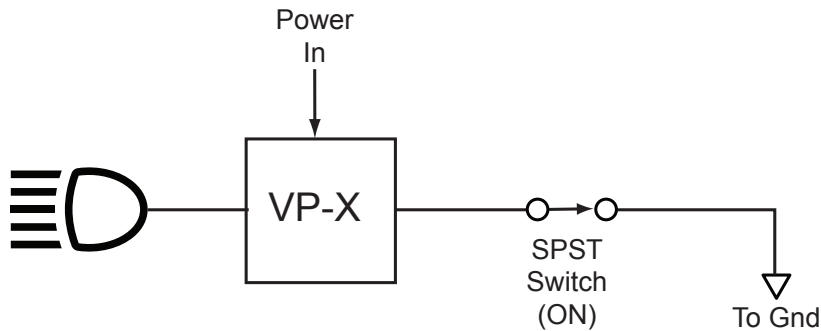 Power
In
VP-X
SPST
Switch
(ON)
To Gnd